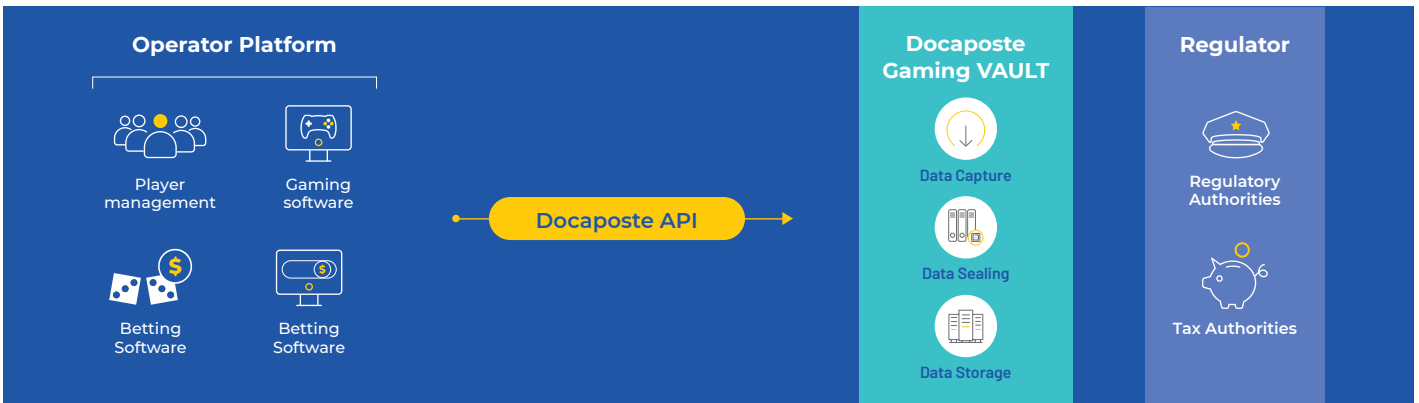 Operator Platform
Player
management
Gaming
software
$
Betting
Software
$
Betting
Software
Docaposte API
Docaposte
Gaming VAULT
Data Capture
Data Sealing
Data Storage
Regulator
Regulatory
Authorities
Tax Authorities